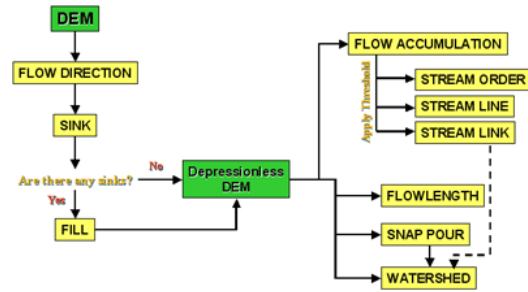 DEM
FLOW DIRECTION
SINK
Are there any sinks?
No
Yes
FILL
Depressionless
DEM
FLOW ACCUMULATION
Apply Threshold
STREAM ORDER
STREAM LINE
STREAM LINK
FLOWLENGTH
SNAP POUR
WATERSHED